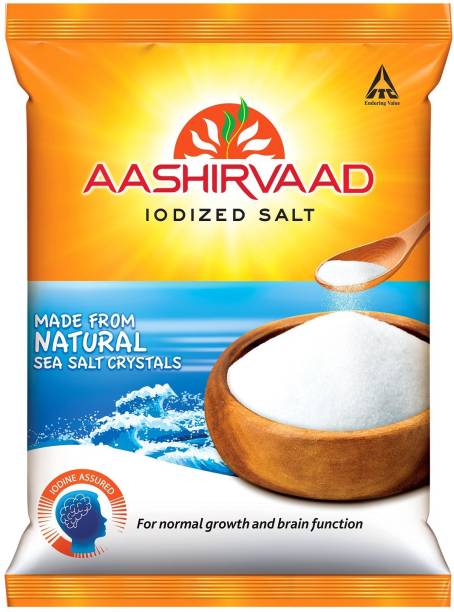 ITC
Enduring Value
AASHIRVAAD
IODIZED SALT
MADE FROM
NATURAL
SEA SALT CRYSTALS
IODINE ASSURED
For normal growth and brain function